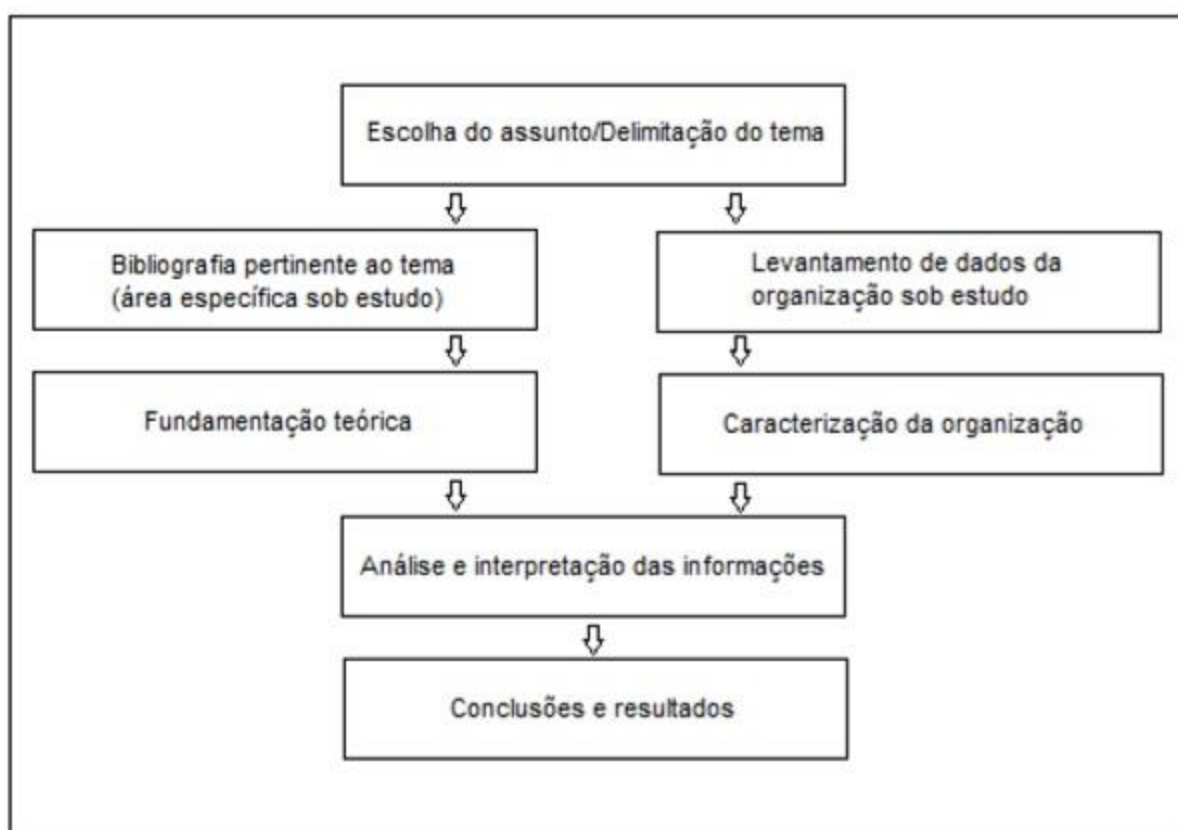 Escolha do assunto/Delimitação do tema
Bibliografia pertinente ao tema
(área específica sob estudo)
Levantamento de dados da
organização sob estudo
Fundamentação teórica
Caracterização da organização
Análise e interpretação das informações
Conclusões e resultados